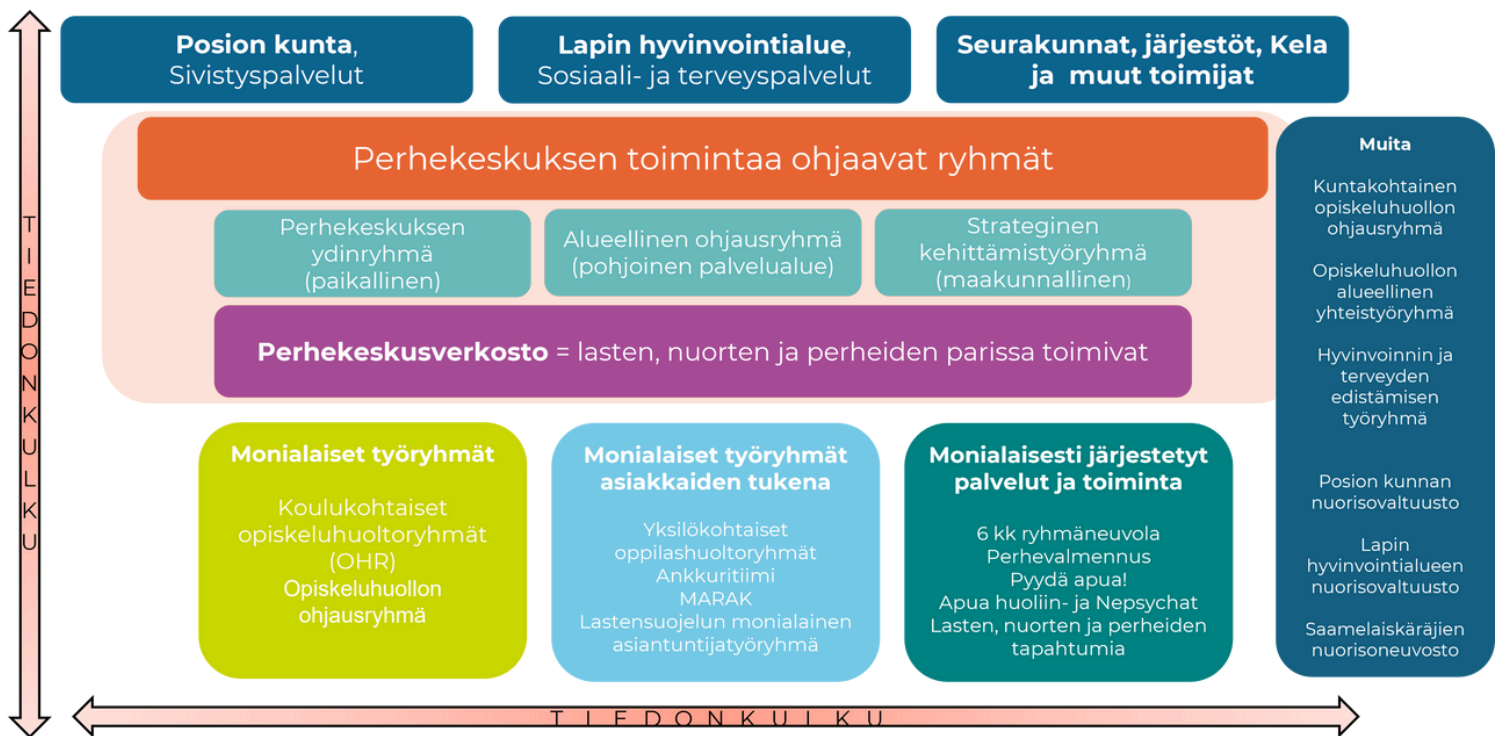 Posion kunta,
Sivistyspalvelut
Lapin hyvinvointialue,
Sosiaali- ja terveyspalvelut
Seurakunnat, järjestöt, Kela
ja muut toimijat
Perhekeskuksen toimintaa ohjaavat ryhmät
Perhekeskuksen
ydinryhmä
(paikallinen)
Alueellinen ohjausryhmä
(pohjoinen palvelualue)
Strateginen
kehittämistyöryhmä
(maakunnallinen)
Perhekeskusverkosto = lasten, nuorten ja perheiden parissa toimivat
Monialaiset työryhmät
Koulukohtaiset
opiskeluhuoltoryhmät
(OHR)
Opiskeluhuollon
ohjausryhmä
Monialaiset työryhmät
asiakkaiden tukena
Yksilökohtaiset
oppilashuoltoryhmät
Ankkuritiimi
MARAK
Lastensuojelun monialainen
asiantuntijatyöryhmä
Monialaisesti järjestetyt
palvelut ja toiminta
6 kk ryhmäneuvola
Perhevalmennus
Pyydä apua!
Apua huoliin- ja Nepsychat
Lasten, nuorten ja perheiden
tapahtumia
Muita
Kuntakohtainen
opiskeluhuollon
ohjausryhmä
Opiskeluhuollon
alueellinen
yhteistyöryhmä
Hyvinvoinnin ja
terveyden
edistämisen
työryhmä
Posion kunnan
nuorisovaltuusto
Lapin
hyvinvointialueen
nuorisovaltuusto
Saamelaiskäräjien
nuorisoneuvosto
TIEDONKULKU
TIEDONKULKU